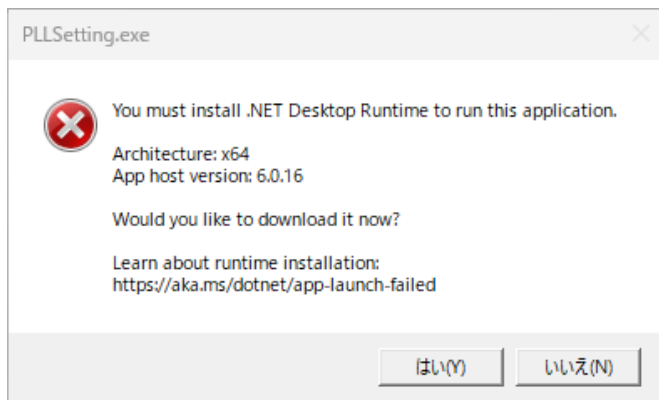 PLLSetting.exe
You must install .NET Desktop Runtime to run this application.
Architecture: x64
App host version: 6.0.16
Would you like to download it now?
Learn about runtime installation:
https://aka.ms/dotnet/app-launch-failed
はい(Y)
いいえ(N)